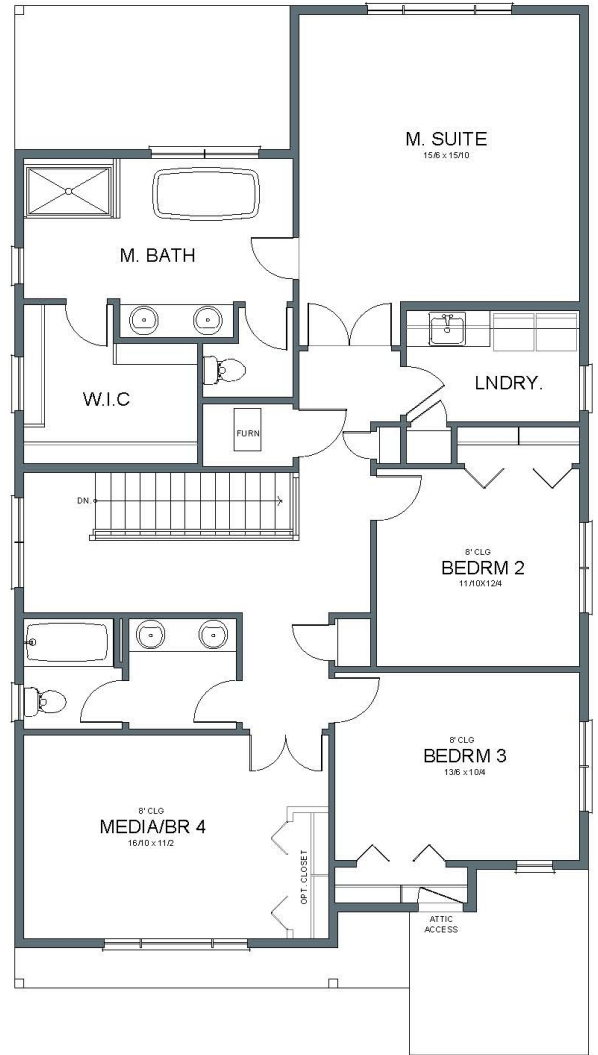 M. SUITE
15/6 x 15/10
M. BATH
W.I.C
LNDRY.
FURN
DN.
8' CLG
BEDRM 2
11/10X12/4
8' CLG
BEDRM 3
13/6 x 10/4
8' CLG
MEDIA/BR 4
16/10 x 11/2
OPT. CLOSET
ATTIC
ACCESS